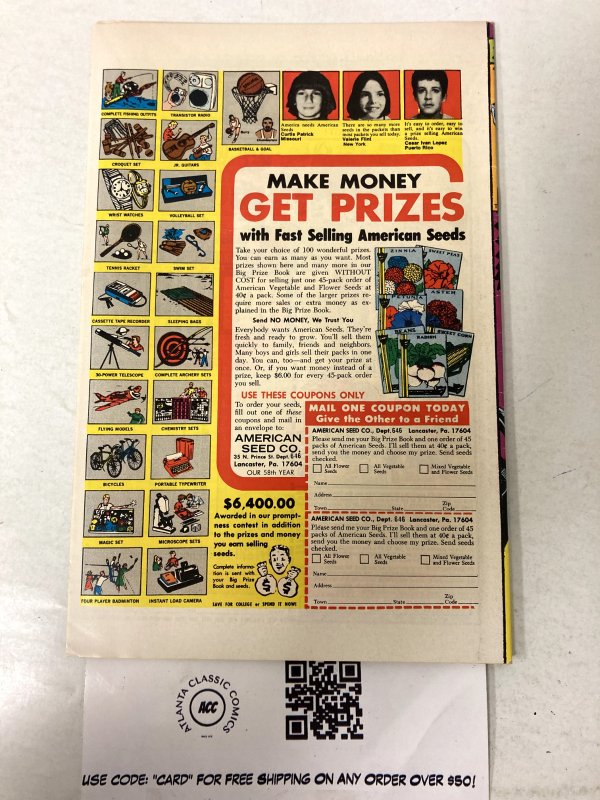 COMPLETE FISHING OUTFITS
TRANSISTOR RADIO
BASKETBALL & GOAL
CROQUET SET
JR. GUITARS
WRIST WATCHES
VOLLEYBALL SET
TENNIS RACKET
SWIM SET
CASSETTE TAPE RECORDER
SLEEPING BAGS
30-POWER TELESCOPE
COMPLETE ARCHERY SETS
FLYING MODELS
CHEMISTRY SETS
BICYCLES
PORTABLE TYPEWRITER
MAGIC SET
MICROSCOPE SETS
FOUR PLAYER BADMINTON
INSTANT LOAD CAMERA
America needs American
Seeds
Curtis Patrick
Missouri
There are so many more
seeds in the packets than
most packets you sell today.
Valerie Flint
New York
It's easy to order, easy to
sell, and it's easy to win
a prize selling American
Seeds.
Cesar Ivan Lopez
Puerto Rico
MAKE MONEY
GET PRIZES
with Fast Selling American Seeds
Take your choice of 100 wonderful prizes.
You can earn as many as you want. Most
prizes shown here and many more in our
Big Prize Book are given WITHOUT
COST for selling just one 45-pack order of
American Vegetable and Flower Seeds at
40¢ a pack. Some of the larger prizes re-
quire more sales or extra money as ex-
plained in the Big Prize Book.
Send NO MONEY, We Trust You
Everybody wants American Seeds. They're
fresh and ready to grow. You'll sell them
quickly to family, friends and neighbors.
Many boys and girls sell their packs in one
day. You can, too—and get your prize at
once. Or, if you want money instead of a
prize, keep $6.00 for every 45-pack order
you sell.
ZINNIA
SWEET PEAS
PETUNIA
ASTER
BEANS
SWEET CORN
RADISH
USE THESE COUPONS ONLY
To order your seeds,
fill out one of these
coupons and mail in
an envelope to:
AMERICAN
SEED CO.
35 N. Prince St. Dept. 646
Lancaster, Pa. 17604
OUR 58th YEAR
MAIL ONE COUPON TODAY
Give the Other to a Friend
AMERICAN SEED CO., Dept. 646 Lancaster, Pa. 17604
Please send me your Big Prize Book and one order of 45
packs of American Seeds. I'll sell them at 40¢ a pack,
send you the money and choose my prize. Send seeds
checked.
All Flower
Seeds
All Vegetable
Seeds
Mixed Vegetable
and Flower Seeds
Name
Address
Town State Zip Code
AMERICAN SEED CO., Dept. 646 Lancaster, Pa. 17604
Please send me your Big Prize Book and one order of 45
packs of American Seeds. I'll sell them at 40¢ a pack,
send you the money and choose my prize. Send seeds
checked.
All Flower
Seeds
All Vegetable
Seeds
Mixed Vegetable
and Flower Seeds
Name
Address
Town State Zip Code
$6,400.00
Awarded in our prompt-
ness contest in addition
to the prizes and money
you earn selling
seeds.
Complete informa-
tion is sent with
your Big Prize
Book and seeds.
SAVE FOR COLLEGE or SPEND IT NOW!
ATLANTA CLASSIC COMICS
ACC
USE CODE: "CARD" FOR FREE SHIPPING ON ANY ORDER OVER $50!